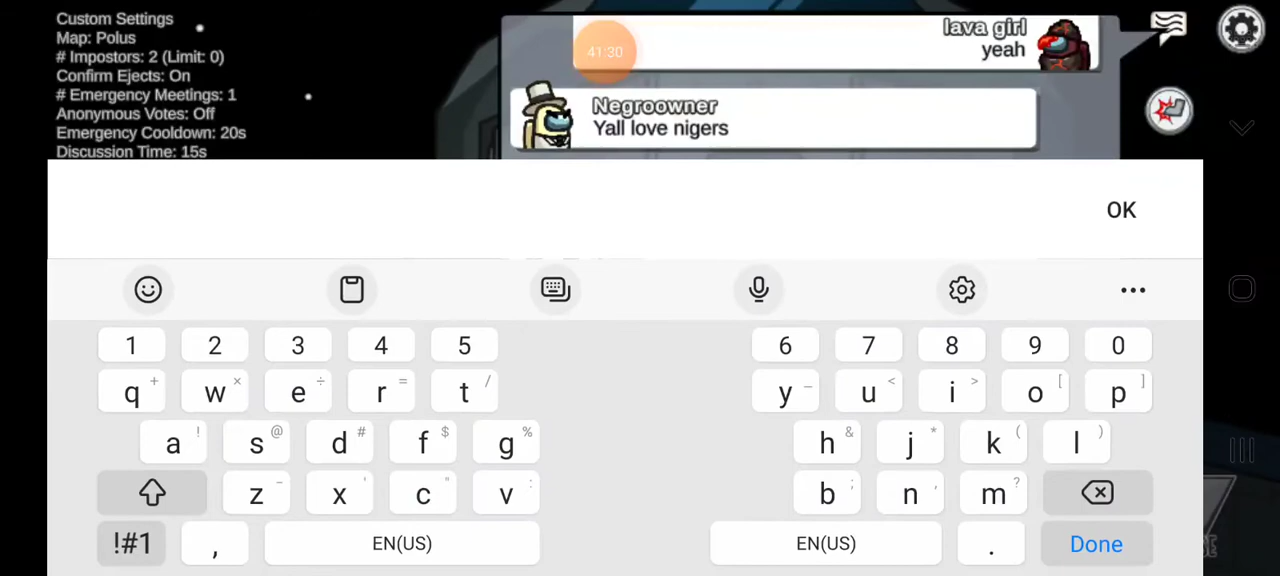 Custom Settings
Map: Polus
# Impostors: 2 (Limit: 0)
Confirm Ejects: On
# Emergency Meetings: 1
Anonymous Votes: Off
Emergency Cooldown: 20s
Discussion Time: 15s
41:30
lava girl
yeah
Negroowner
Yall love nigers
OK
1 2 3 4 5 6 7 8 9 0
q + w × e ÷ r = t / y _ u < i > o [ p ]
a ! s @ d # f $ g % h & j * k ( l )
z - x ' c " v : b ; n , m ?
!#1 , EN(US) EN(US) . Done